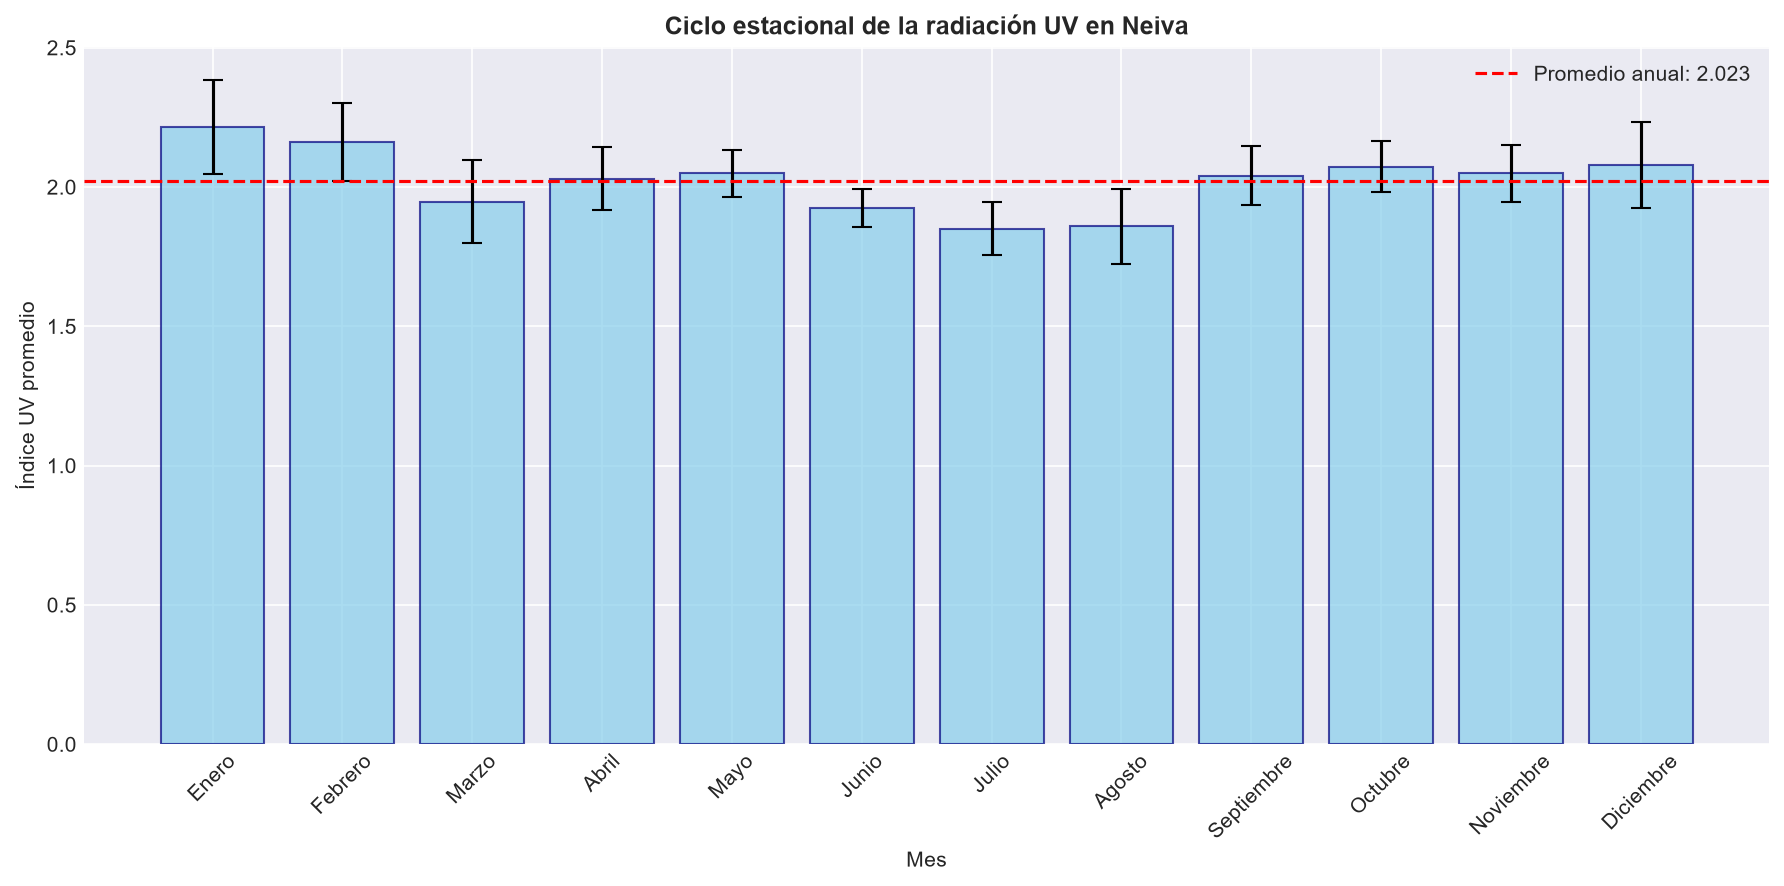 Ciclo estacional de la radiación UV en Neiva
Promedio anual: 2.023
Índice UV promedio
2.5
2.0
1.5
1.0
0.5
0.0
Enero
Febrero
Marzo
Abril
Mayo
Junio
Julio
Agosto
Septiembre
Octubre
Noviembre
Diciembre
Mes